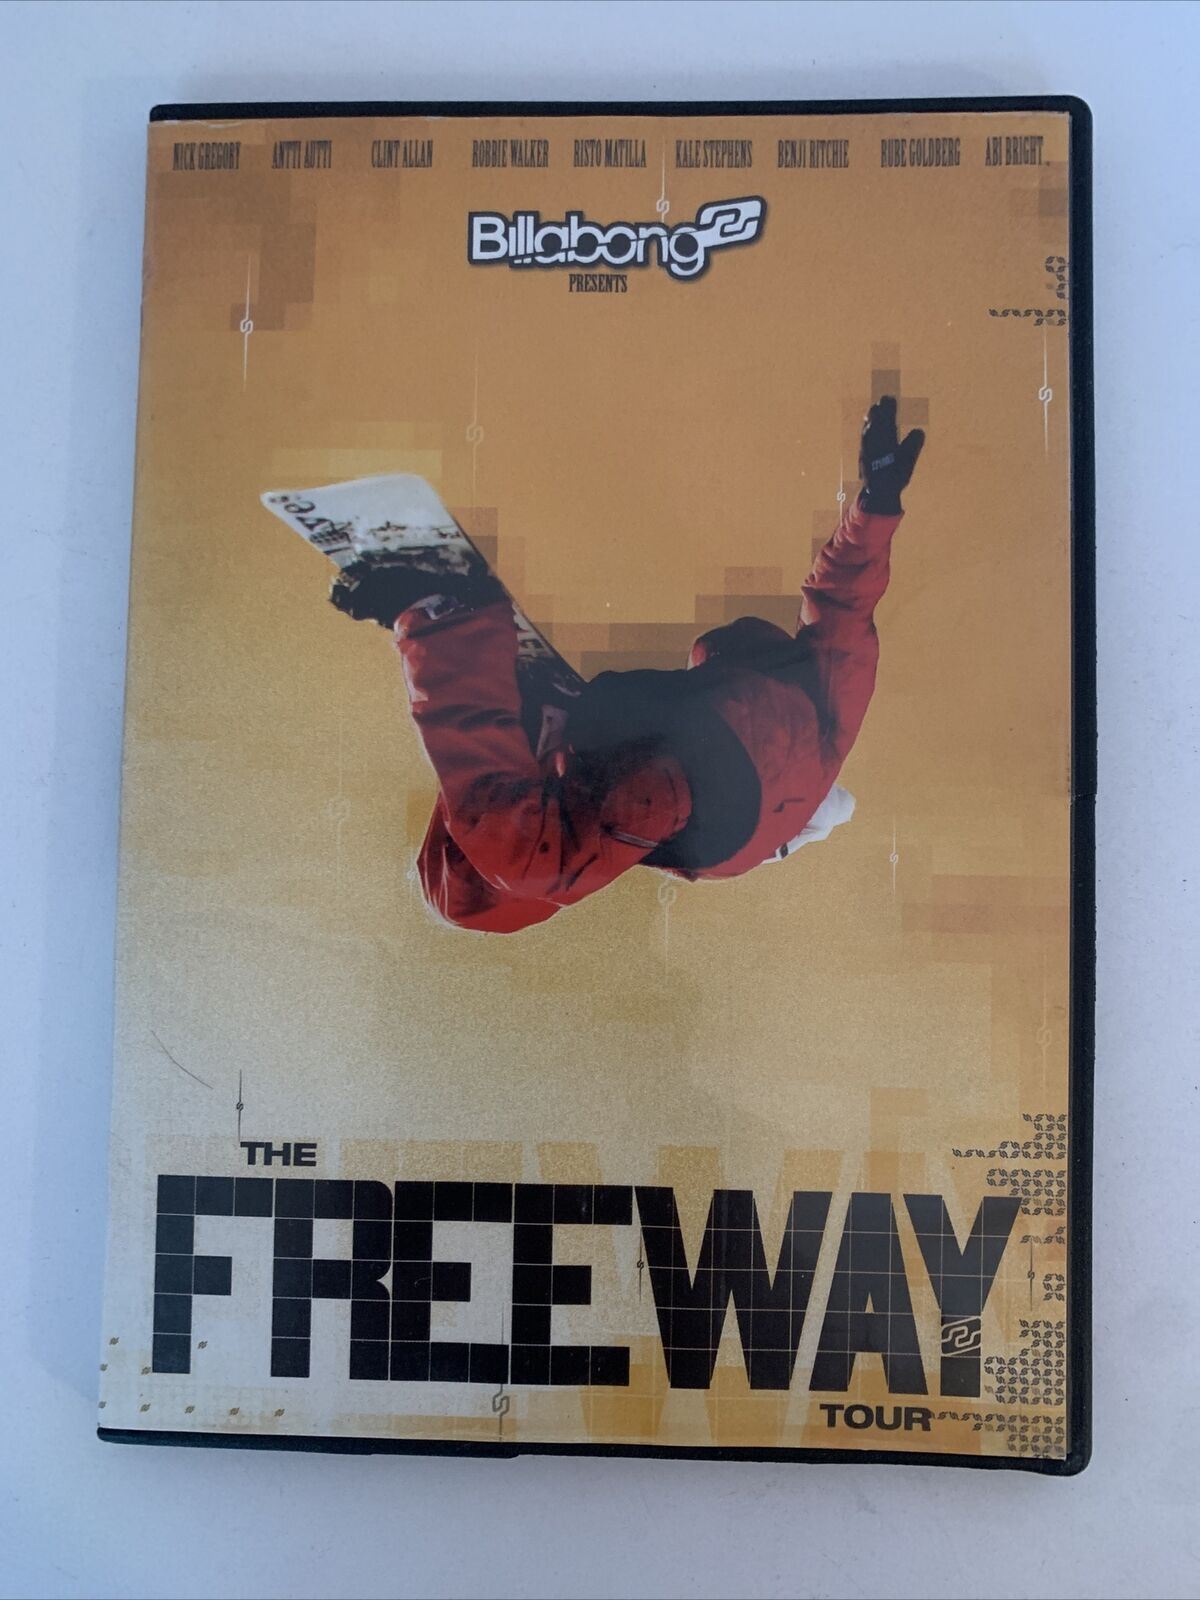 NICK GREGORY ANTTI AUTTI CLINT ALLAN ROBBIE WALKER RISTO MATILLA KALE STEPHENS BENJI RITCHIE RUBE GOLDBERG ABI BRIGHT
Billabong
PRESENTS
THE
FREEWAY
TOUR